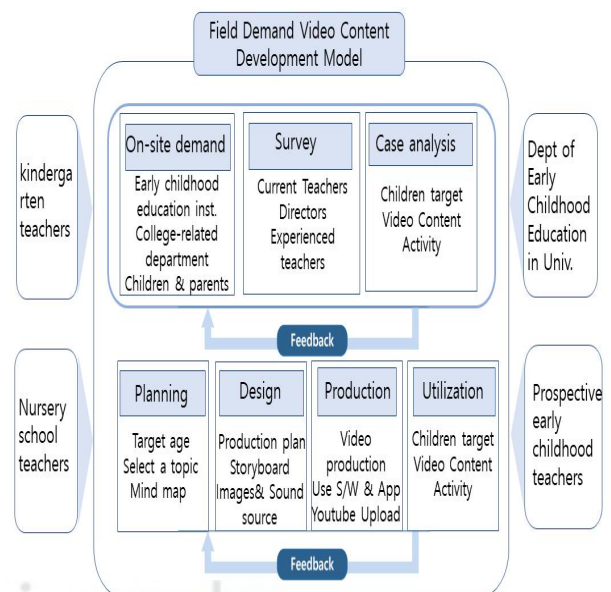 Field Demand Video Content
Development Model
kinderga
rten
teachers
On-site demand
Early childhood
education inst.
College-related
department
Children & parents
Survey
Current Teachers
Directors
Experienced
teachers
Case analysis
Children target
Video Content
Activity
Dept of
Early
Childhood
Education
in Univ.
Feedback
Nursery
school
teachers
Planning
Target age
Select a topic
Mind map
Design
Production plan
Storyboard
Images& Sound
source
Production
Video
production
Use S/W & App
Youtube Upload
Utilization
Children target
Video Content
Activity
Prospective
early
childhood
teachers
Feedback